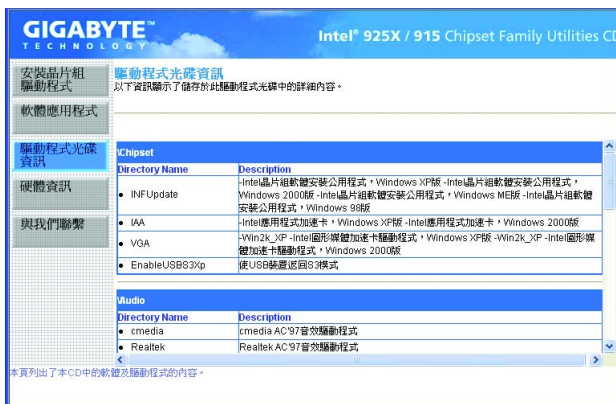 GIGABYTE™
TECHNOLOGY
Intel® 925X / 915 Chipset Family Utilities CD
安裝晶片組
驅動程式
軟體應用程式
驅動程式光碟
資訊
硬體資訊
與我們聯繫
驅動程式光碟資訊
以下資訊顯示了儲存於此驅動程式光碟中的詳細內容。
\Chipset
Directory Name Description
• INFUpdate
-Intel晶片組軟體安裝公用程式，Windows XP版 -Intel晶片組軟體安裝公用程式，
Windows 2000版 -Intel晶片組軟體安裝公用程式，Windows ME版 -Intel晶片組軟體
安裝公用程式，Windows 98版
• IAA -Intel應用程式加速卡，Windows XP版 -Intel應用程式加速卡，Windows 2000版
• VGA
-Win2k_XP -Intel圖形媒體加速卡驅動程式，Windows XP版 -Win2k_XP -Intel圖形媒
體加速卡驅動程式，Windows 2000版
• EnableUSBS3Xp 使USB裝置返回S3模式
\Audio
Directory Name Description
• cmedia cmedia AC'97音效驅動程式
• Realtek Realtek AC'97音效驅動程式
本頁列出了本CD中的軟體及驅動程式的內容。